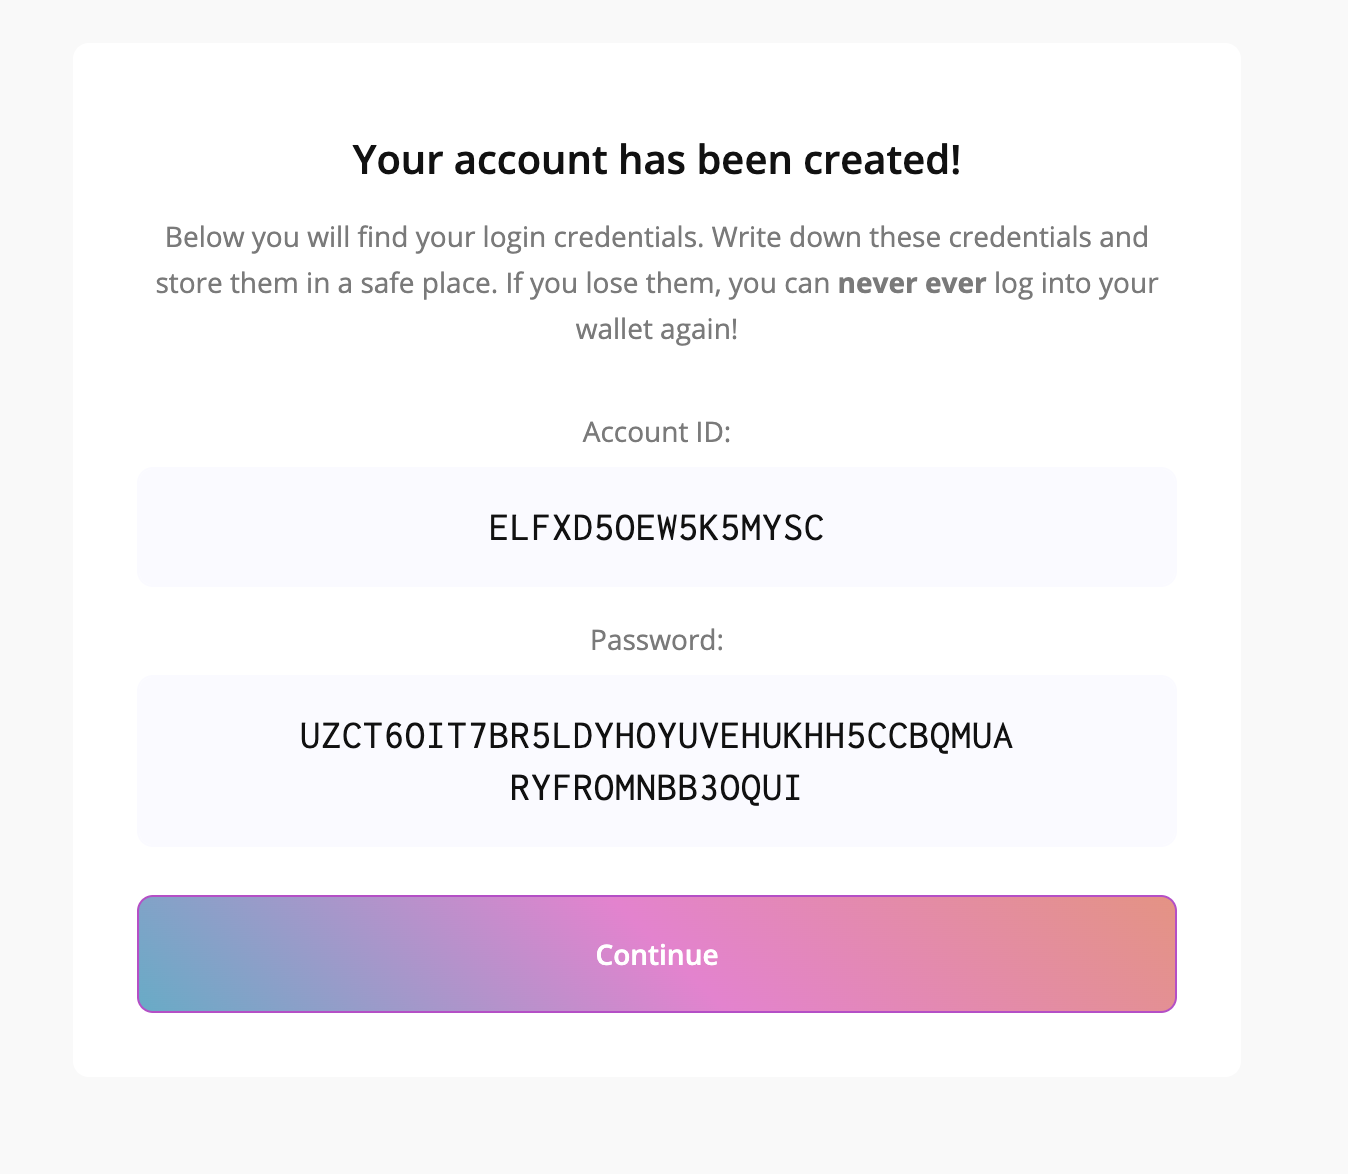 Your account has been created!
Below you will find your login credentials. Write down these credentials and
store them in a safe place. If you lose them, you can never ever log into your
wallet again!
Account ID:
ELFXD5OEW5K5MYSC
Password:
UZCT6OIT7BR5LDYHOYUVEHUKHH5CCBQMUA
RYFROMNBB3OQUI
Continue